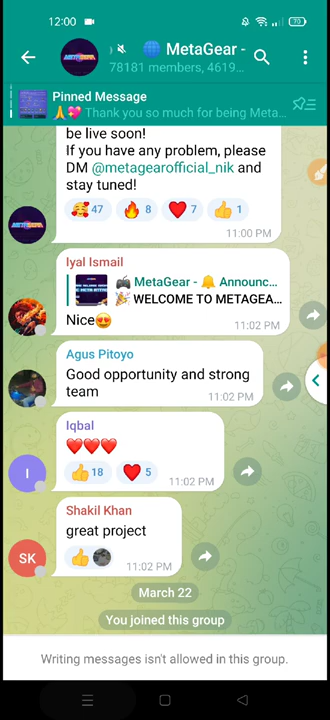 12:00
70
MetaGear -
78181 members, 4619...
Pinned Message
🙏💖 Thank you so much for being Meta...
be live soon!
If you have any problem, please
DM @metagearofficial_nik and
stay tuned!
🥰 47 🔥 8 ❤️ 7 👍 1
11:00 PM
Iyal Ismail
🎮 MetaGear - 🔔 Announc...
🎉 WELCOME TO METAGEA...
Nice😍
11:02 PM
Agus Pitoyo
Good opportunity and strong
team
11:02 PM
Iqbal
❤️❤️❤️
I
👍 18 ❤️ 5
11:02 PM
Shakil Khan
great project
SK
👍
11:02 PM
March 22
You joined this group
Writing messages isn't allowed in this group.